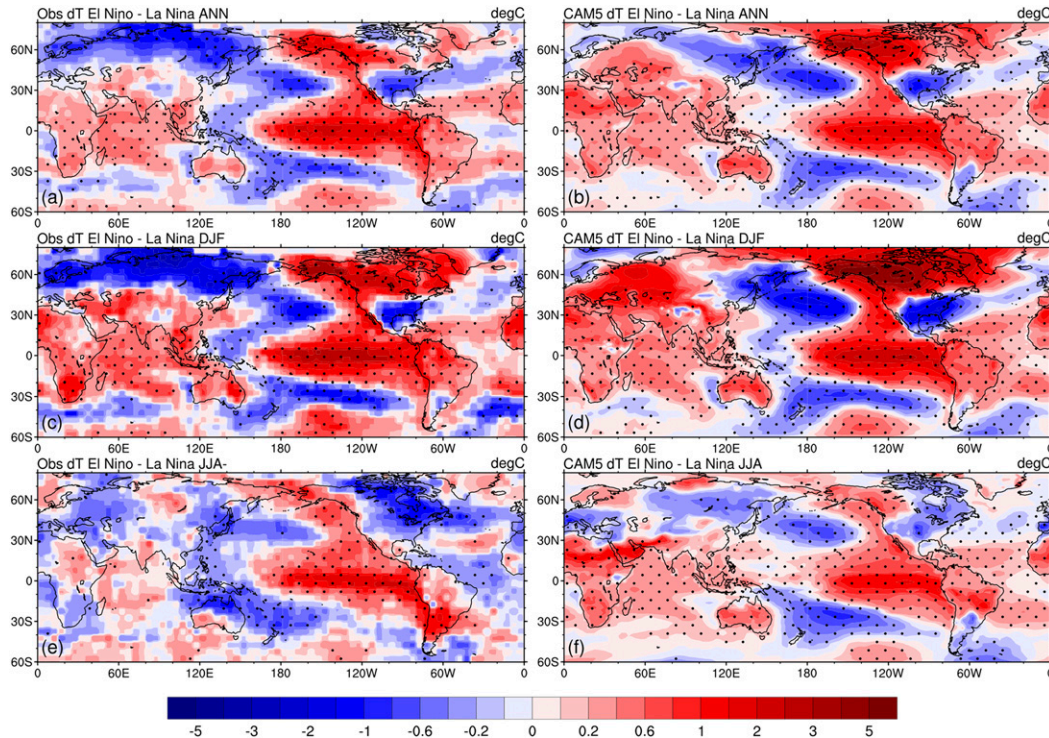 Obs dT El Nino - La Nina ANN degC
CAM5 dT El Nino - La Nina ANN degC
60N
30N
0
30S
60S
(a)
0 60E 120E 180 120W 60W 0
60N
30N
0
30S
60S
(b)
0 60E 120E 180 120W 60W 0
Obs dT El Nino - La Nina DJF degC
CAM5 dT El Nino - La Nina DJF degC
60N
30N
0
30S
60S
(c)
0 60E 120E 180 120W 60W 0
60N
30N
0
30S
60S
(d)
0 60E 120E 180 120W 60W 0
Obs dT El Nino - La Nina JJA- degC
CAM5 dT El Nino - La Nina JJA degC
60N
30N
0
30S
60S
(e)
0 60E 120E 180 120W 60W 0
60N
30N
0
30S
60S
(f)
0 60E 120E 180 120W 60W 0
-5 -3 -2 -1 -0.6 -0.2 0 0.2 0.6 1 2 3 5